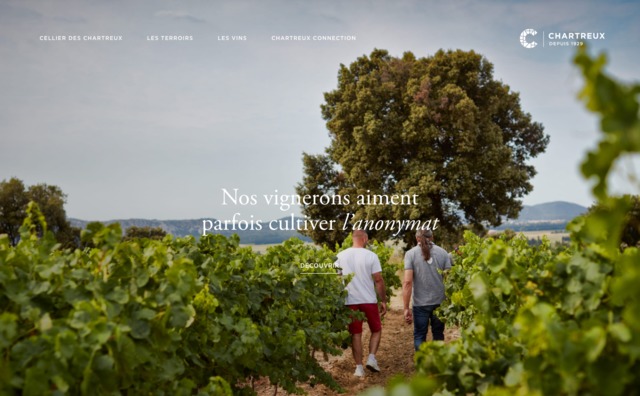 CELLIER DES CHARTREUX
LES TERROIRS
LES VINS
CHARTREUX CONNECTION
CHARTREUX
DEPUIS 1929
Nos vignerons aiment
parfois cultiver l'anonymat
DÉCOUVRIR